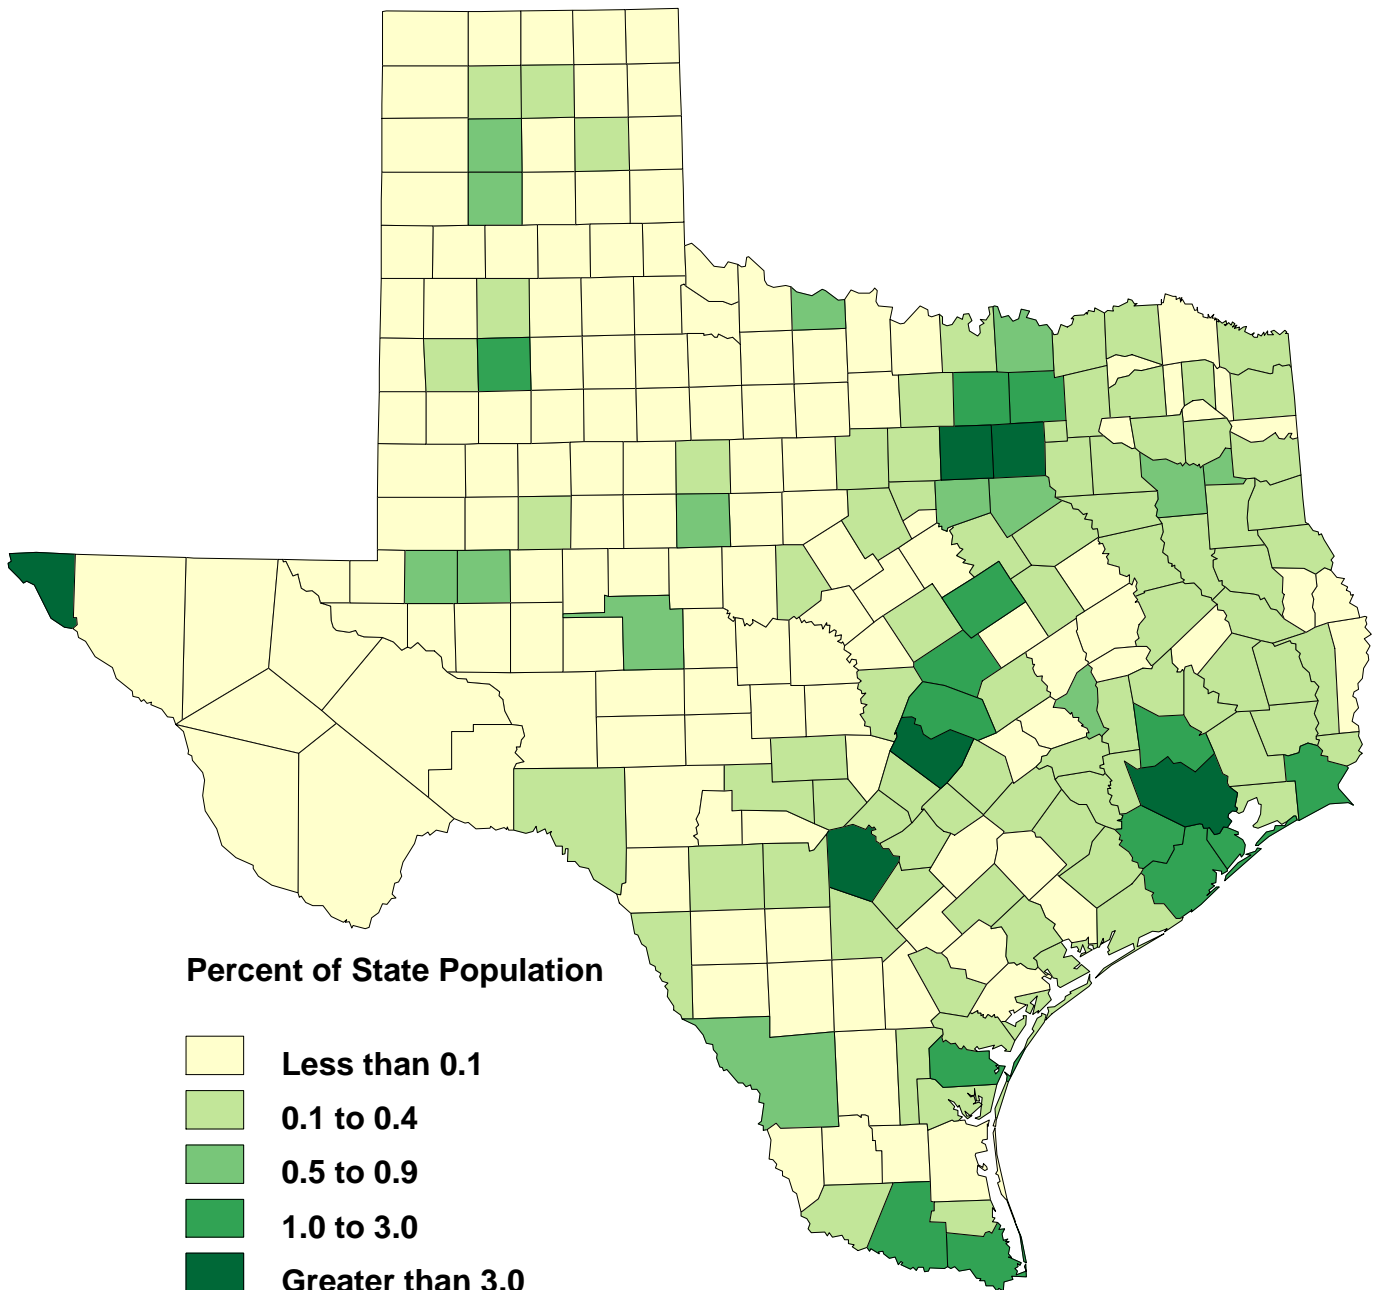 Percent of State Population
Less than 0.1
0.1 to 0.4
0.5 to 0.9
1.0 to 3.0
Greater than 3.0